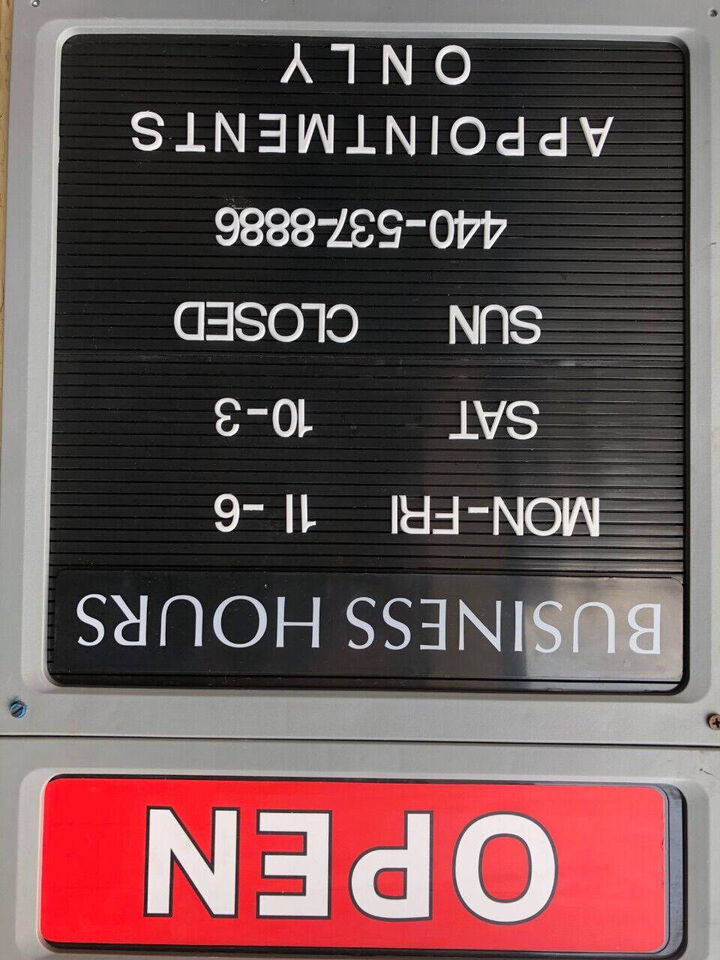 OPEN
BUSINESS HOURS
MON-FRI 11 -6
SAT 10-3
SUN CLOSED
440-537-8886
APPOINTMENTS
ONLY